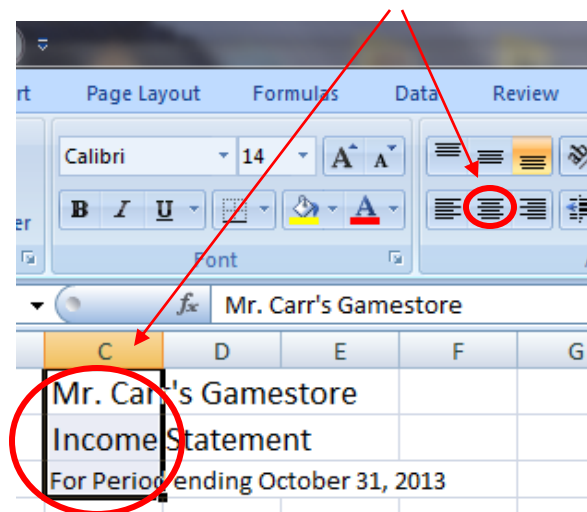 rt Page Layout Formulas Data Review
Calibri 14 A A
B I U A
er
Font
fx Mr. Carr's Gamestore
C D E F G
Mr. Carr's Gamestore
Income Statement
For Period ending October 31, 2013